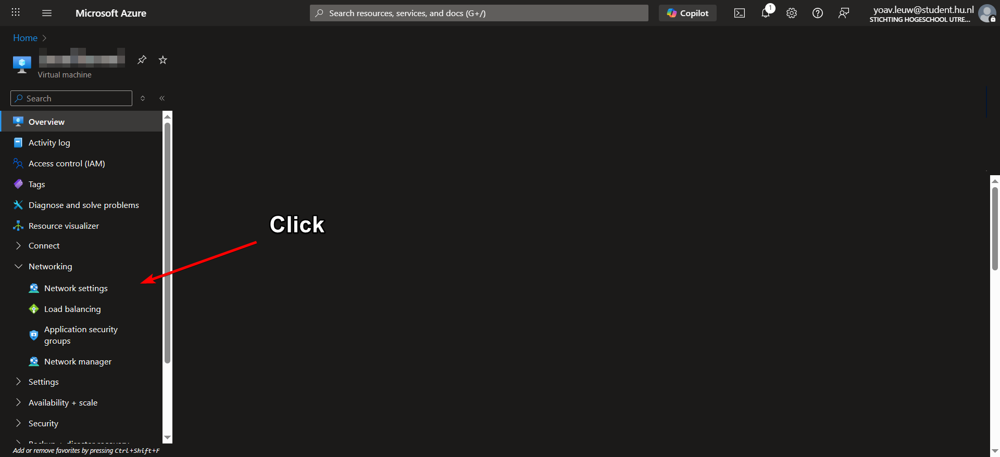 Microsoft Azure
Search resources, services, and docs (G+/)
Copilot
1
yoav.leuw@student.hu.nl
STICHTING HOGESCHOOL UTRE...
Home
Virtual machine
Search
Overview
Activity log
Access control (IAM)
Tags
Diagnose and solve problems
Resource visualizer
Connect
Networking
Network settings
Load balancing
Application security
groups
Network manager
Settings
Availability + scale
Security
Backup + disaster recovery
Add or remove favorites by pressing Ctrl+Shift+F
Click